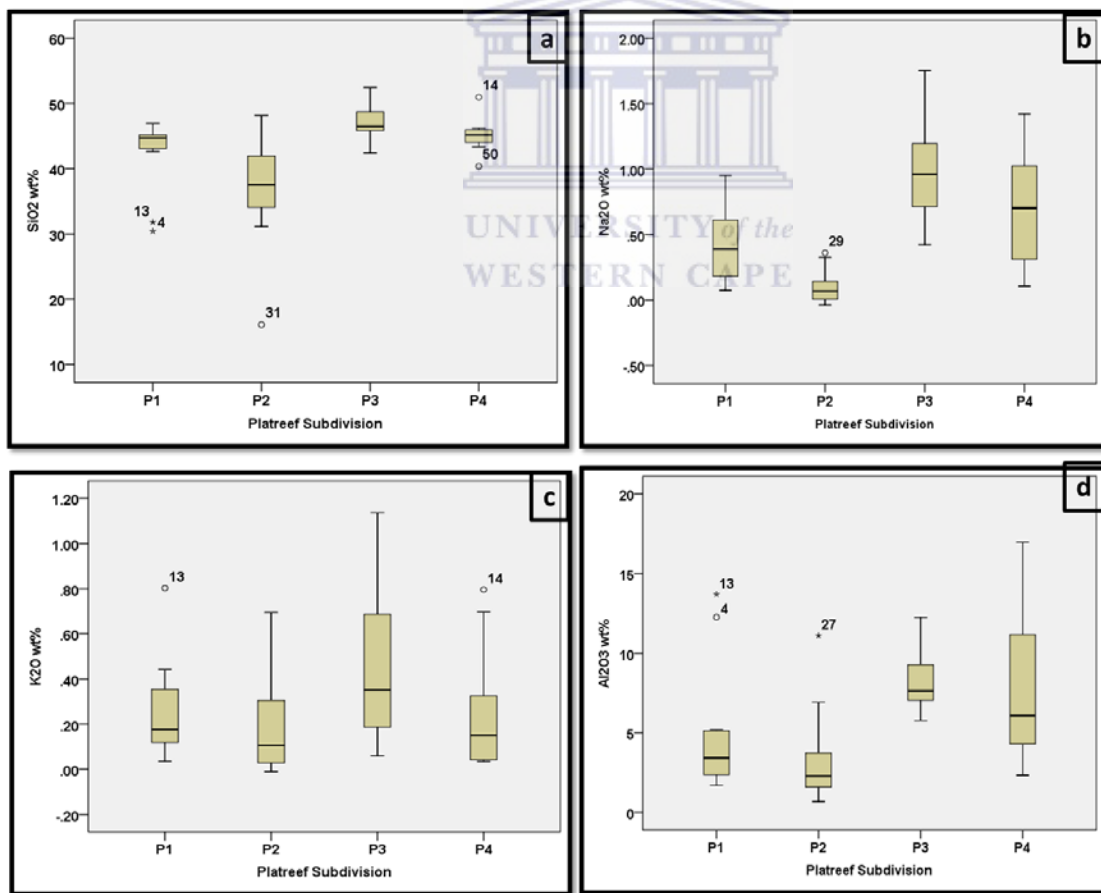 a
60
50
40
30
20
10
SiO2 wt%
13
4
31
14
50
P1 P2 P3 P4
Platreef Subdivision
b
2.00
1.50
1.00
.50
.00
-.50
Na2O wt%
29
P1 P2 P3 P4
Platreef Subdivision
UNIVERSITY of the
WESTERN CAPE
c
1.20
1.00
.80
.60
.40
.20
.00
-.20
K2O wt%
13
14
P1 P2 P3 P4
Platreef Subdivision
d
20
15
10
5
0
Al2O3 wt%
13
4
27
P1 P2 P3 P4
Platreef Subdivision